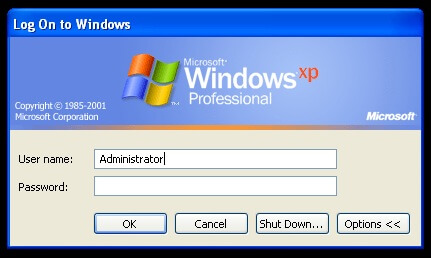 Log On to Windows
Microsoft®
Windows xp
Professional
Copyright © 1985-2001
Microsoft Corporation
Microsoft
User name: Administrator
Password:
OK Cancel Shut Down... Options <<